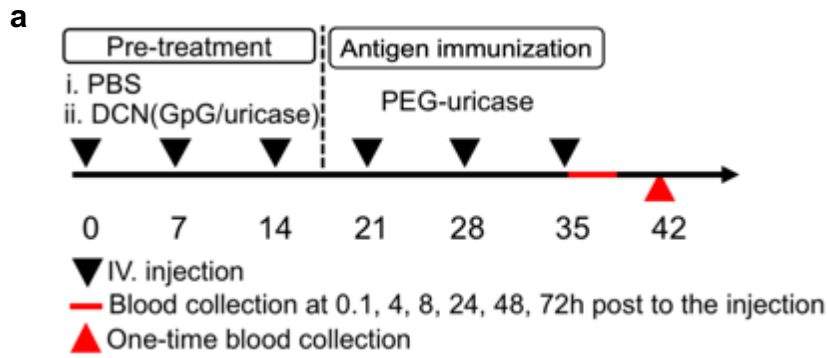 a
Pre-treatment
Antigen immunization
i. PBS
ii. DCN(GpG/uricase)
PEG-uricase
0 7 14 21 28 35 42
IV. injection
Blood collection at 0.1, 4, 8, 24, 48, 72h post to the injection
One-time blood collection